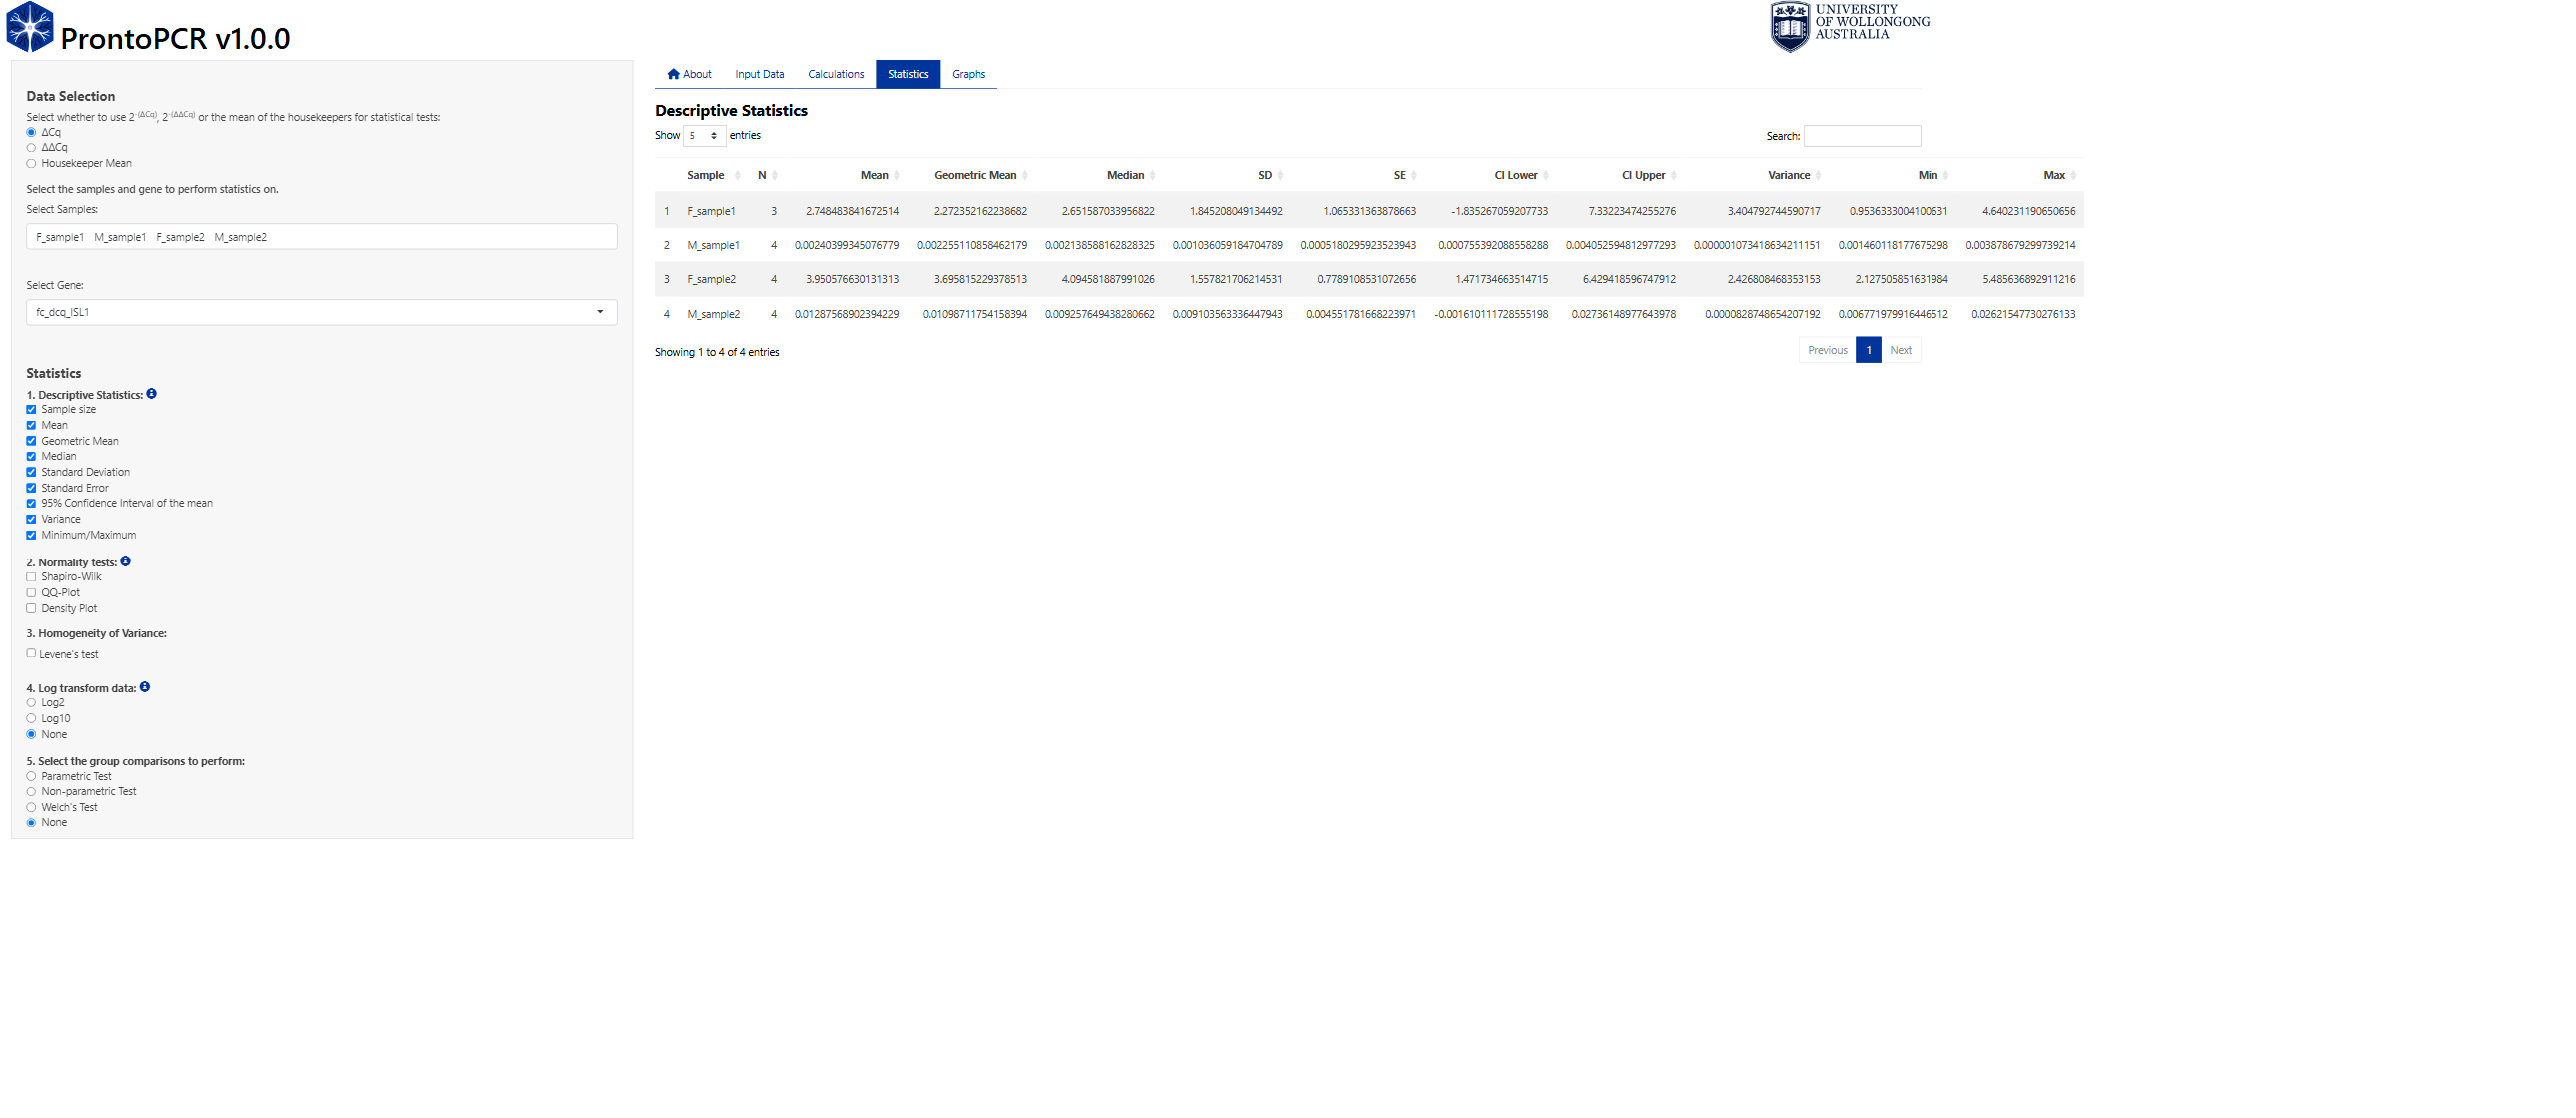 ProntoPCR v1.0.0
UNIVERSITY
OF WOLLONGONG
AUSTRALIA
Data Selection
Select whether to use 2^-(ΔCq), 2^-(ΔΔCq) or the mean of the housekeepers for statistical tests:
ΔCq
ΔΔCq
Housekeeper Mean
Select the samples and gene to perform statistics on.
Select Samples:
F_sample1 M_sample1 F_sample2 M_sample2
Select Gene:
fc_dcq_ISL1
Statistics
1. Descriptive Statistics:
Sample size
Mean
Geometric Mean
Median
Standard Deviation
Standard Error
95% Confidence Interval of the mean
Variance
Minimum/Maximum
2. Normality tests:
Shapiro-Wilk
QQ-Plot
Density Plot
3. Homogeneity of Variance:
Levene's test
4. Log transform data:
Log2
Log10
None
5. Select the group comparisons to perform:
Parametric Test
Non-parametric Test
Welch's Test
None
About Input Data Calculations Statistics Graphs
Descriptive Statistics
Show 5 entries Search:
Sample N Mean Geometric Mean Median SD SE CI Lower CI Upper Variance Min Max
1 F_sample1 3 2.748483841672514 2.272352162238682 2.651587033956822 1.845208049134492 1.065331363878663 -1.835267059207733 7.33223474255276 3.404792744590717 0.9536333004100631 4.640231190650656
2 M_sample1 4 0.00240399345076779 0.002255110858462179 0.002138588162828325 0.001036059184704789 0.0005180295923523943 0.000755392088558288 0.004052594812977293 0.000001073418634211151 0.001460118177675298 0.003878679299739214
3 F_sample2 4 3.950576630131313 3.695815229378513 4.094581887991026 1.557821706214531 0.7789108531072656 1.471734663514715 6.429418596747912 2.426808468353153 2.127505851631984 5.485636892911216
4 M_sample2 4 0.01287568902394229 0.01098711754158394 0.009257649438280662 0.009103563336447943 0.004551781668223971 -0.001610111728555198 0.02736148977643978 0.0000828748654207192 0.006771979916446512 0.02621547730276133
Showing 1 to 4 of 4 entries
Previous 1 Next